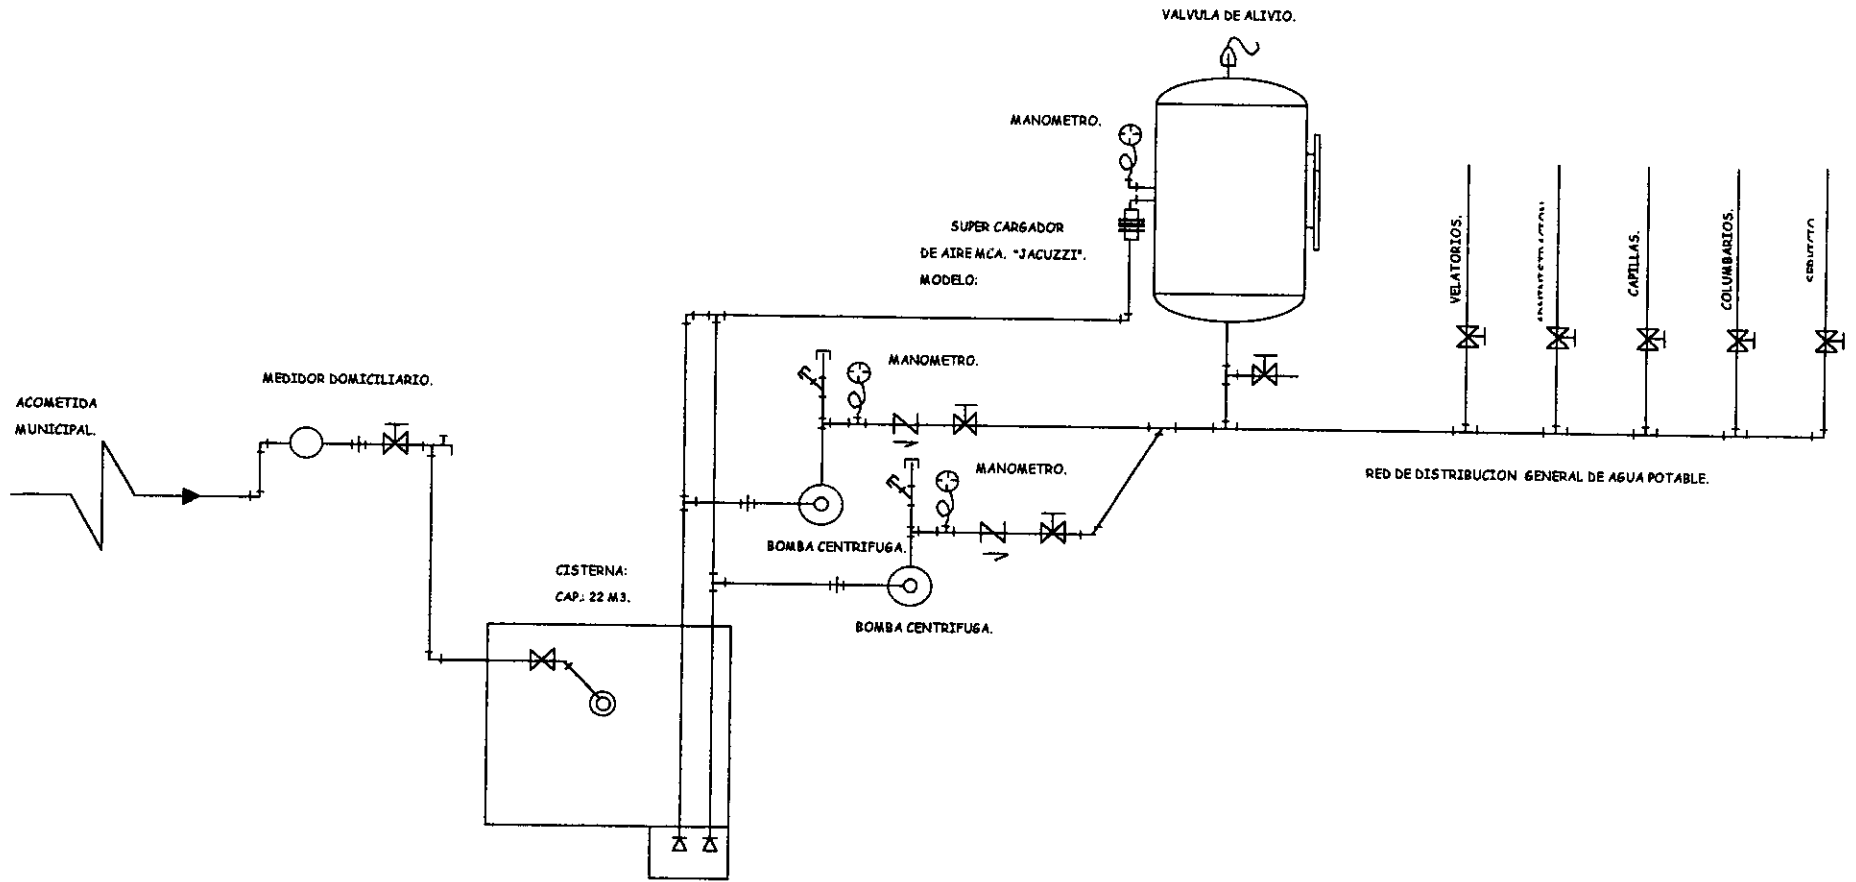 VALVULA DE ALIVIO.
MANOMETRO.
SUPER CARGADOR
DE AIRE MCA. "JACUZZI".
MODELO:
MEDIDOR DOMICILIARIO.
ACOMETIDA
MUNICIPAL.
MANOMETRO.
MANOMETRO.
BOMBA CENTRIFUGA.
BOMBA CENTRIFUGA.
CISTERNA:
CAP.: 22 M3.
VELATORIOS.
CAPILLAS.
COLUMBARIOS.
RED DE DISTRIBUCION GENERAL DE AGUA POTABLE.